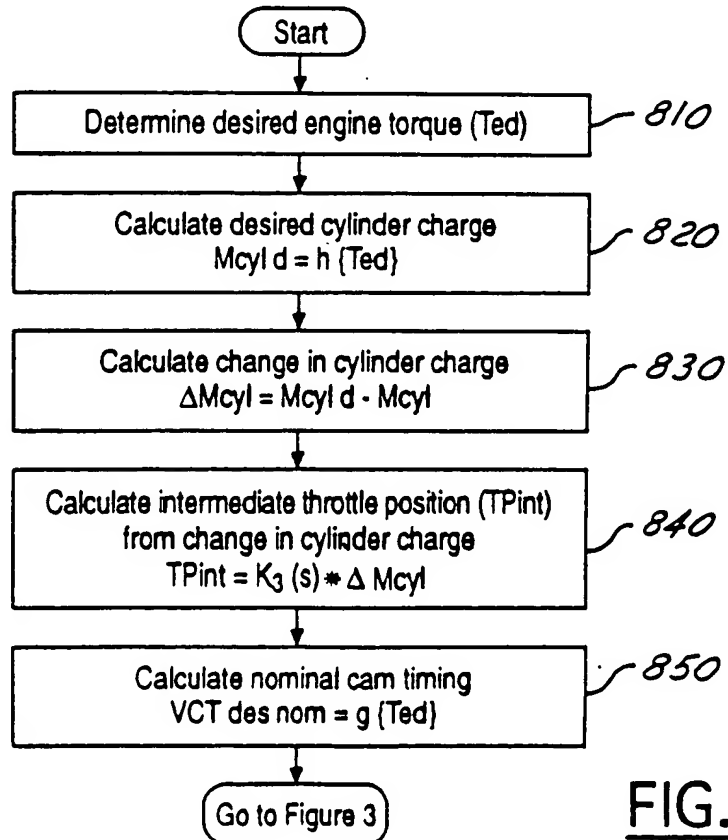 Start
Determine desired engine torque (Ted)
810
Calculate desired cylinder charge
Mcyl d = h {Ted}
820
Calculate change in cylinder charge
ΔMcyl = Mcyl d - Mcyl
830
Calculate intermediate throttle position (TPint)
from change in cylinder charge
TPint = K₃ (s) * Δ Mcyl
840
Calculate nominal cam timing
VCT des nom = g {Ted}
850
Go to Figure 3
FIG.